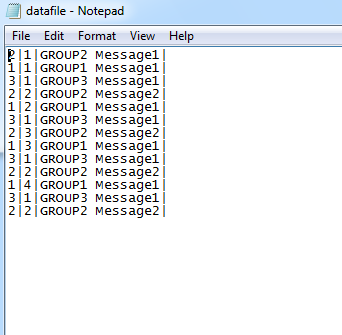 datafile - Notepad
File Edit Format View Help
2|1|GROUP2 Message1|
1|1|GROUP1 Message1|
3|1|GROUP3 Message1|
2|2|GROUP2 Message2|
1|2|GROUP1 Message1|
3|1|GROUP3 Message1|
2|3|GROUP2 Message2|
1|3|GROUP1 Message1|
3|1|GROUP3 Message1|
2|2|GROUP2 Message2|
1|4|GROUP1 Message1|
3|1|GROUP3 Message1|
2|2|GROUP2 Message2|